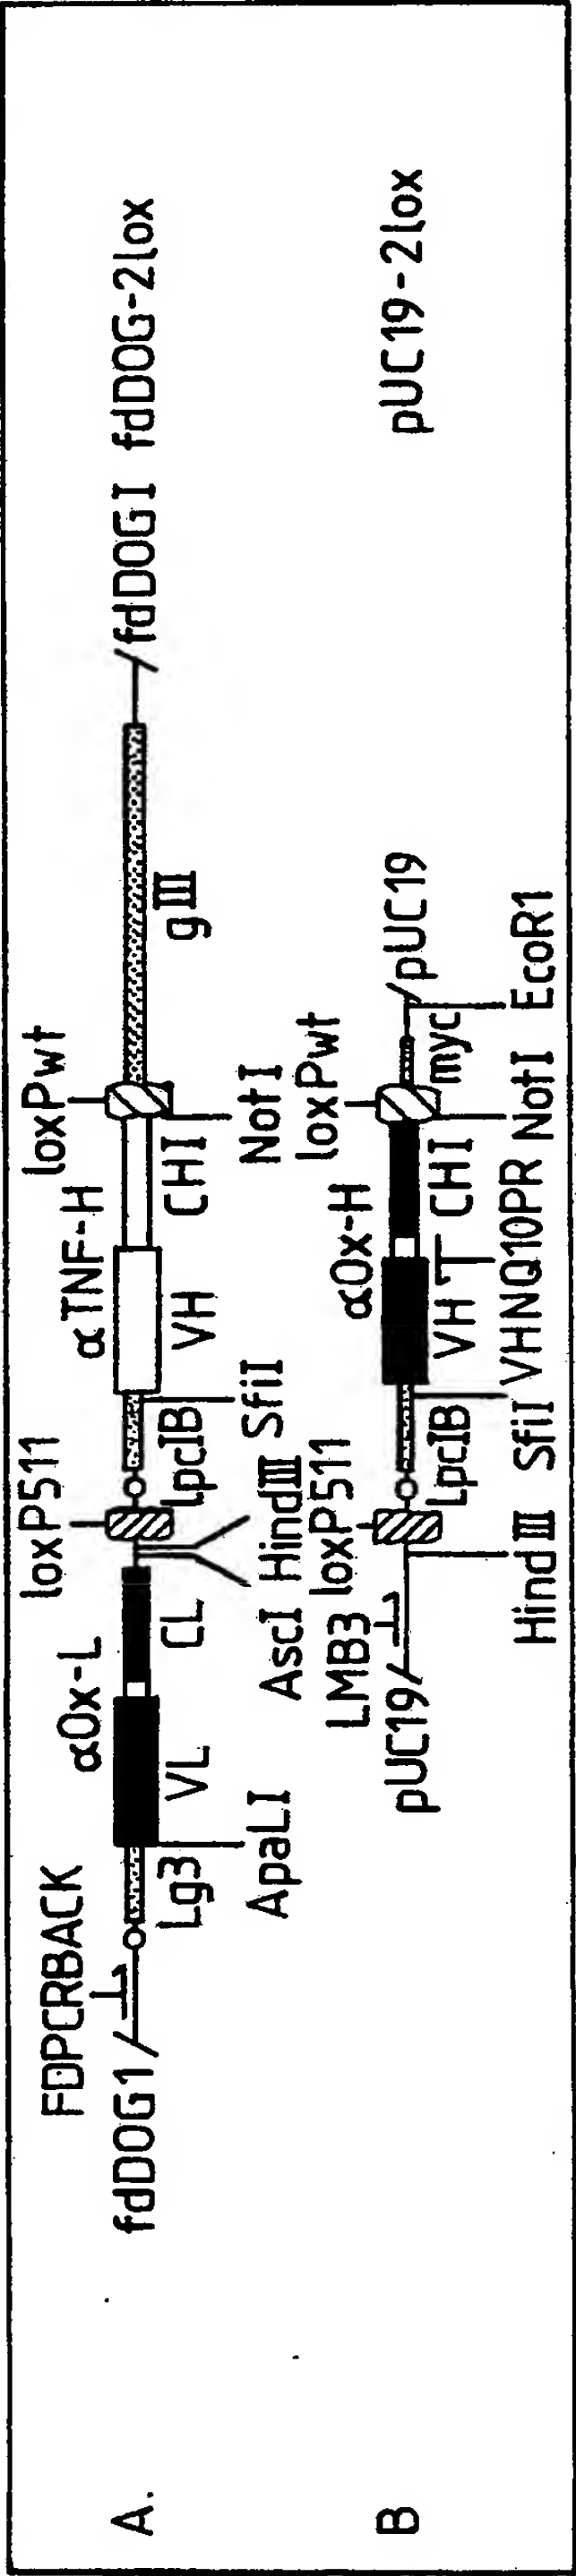 A.
fdDOG1
FDPCRBACK
Lg3
ApaLI
αOx-L
VL
CL
AscI
HindIII
loxP511
lpclB
SfiI
αTNF-H
VH
CHI
NotI
loxPwt
gIII
fdDOGI
fdDOG-2lox
B
pUC19
LMB3
HindIII
loxP511
LpclB
SfiI
αOx-H
VH
VHNQ10PR
CHI
NotI
loxPwt
myc
EcoR1
pUC19
pUC19-2lox